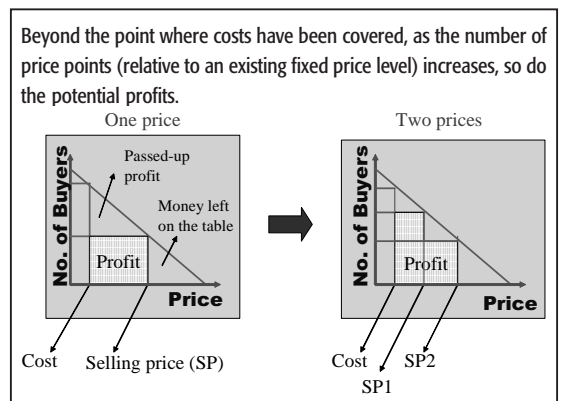 Beyond the point where costs have been covered, as the number of
price points (relative to an existing fixed price level) increases, so do
the potential profits.
One price
Two prices
No. of Buyers
Passed-up
profit
Money left
on the table
Profit
Price
Cost
Selling price (SP)
No. of Buyers
Profit
Price
Cost
SP1
SP2